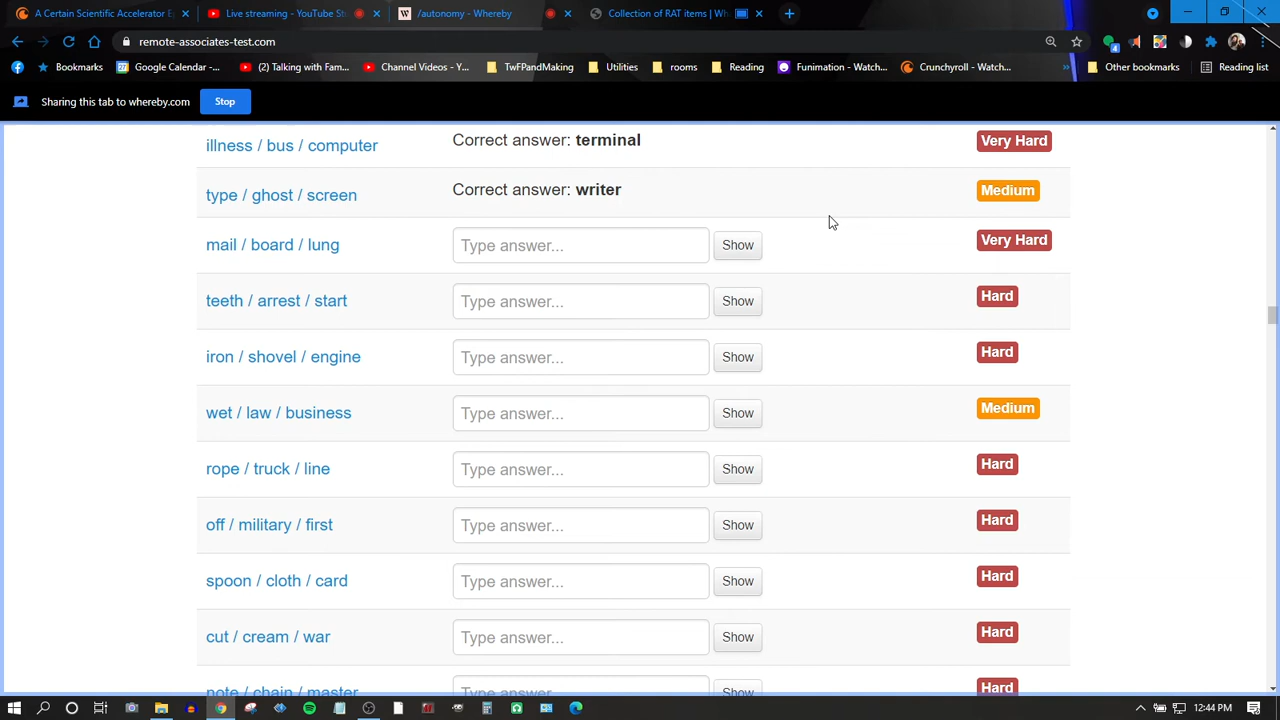 A Certain Scientific Accelerator E
Live streaming - YouTube St
/autonomy - Whereby
Collection of RAT items | Wh
remote-associates-test.com
4
Bookmarks
Google Calendar -...
(2) Talking with Fam...
Channel Videos - Y...
TwFPandMaking
Utilities
rooms
Reading
Funimation - Watch...
Crunchyroll - Watch...
Other bookmarks
Reading list
Sharing this tab to whereby.com Stop
illness / bus / computer Correct answer: terminal Very Hard
type / ghost / screen Correct answer: writer Medium
mail / board / lung Type answer... Show Very Hard
teeth / arrest / start Type answer... Show Hard
iron / shovel / engine Type answer... Show Hard
wet / law / business Type answer... Show Medium
rope / truck / line Type answer... Show Hard
off / military / first Type answer... Show Hard
spoon / cloth / card Type answer... Show Hard
cut / cream / war Type answer... Show Hard
note / chain / master Type answer... Show Hard
12:44 PM